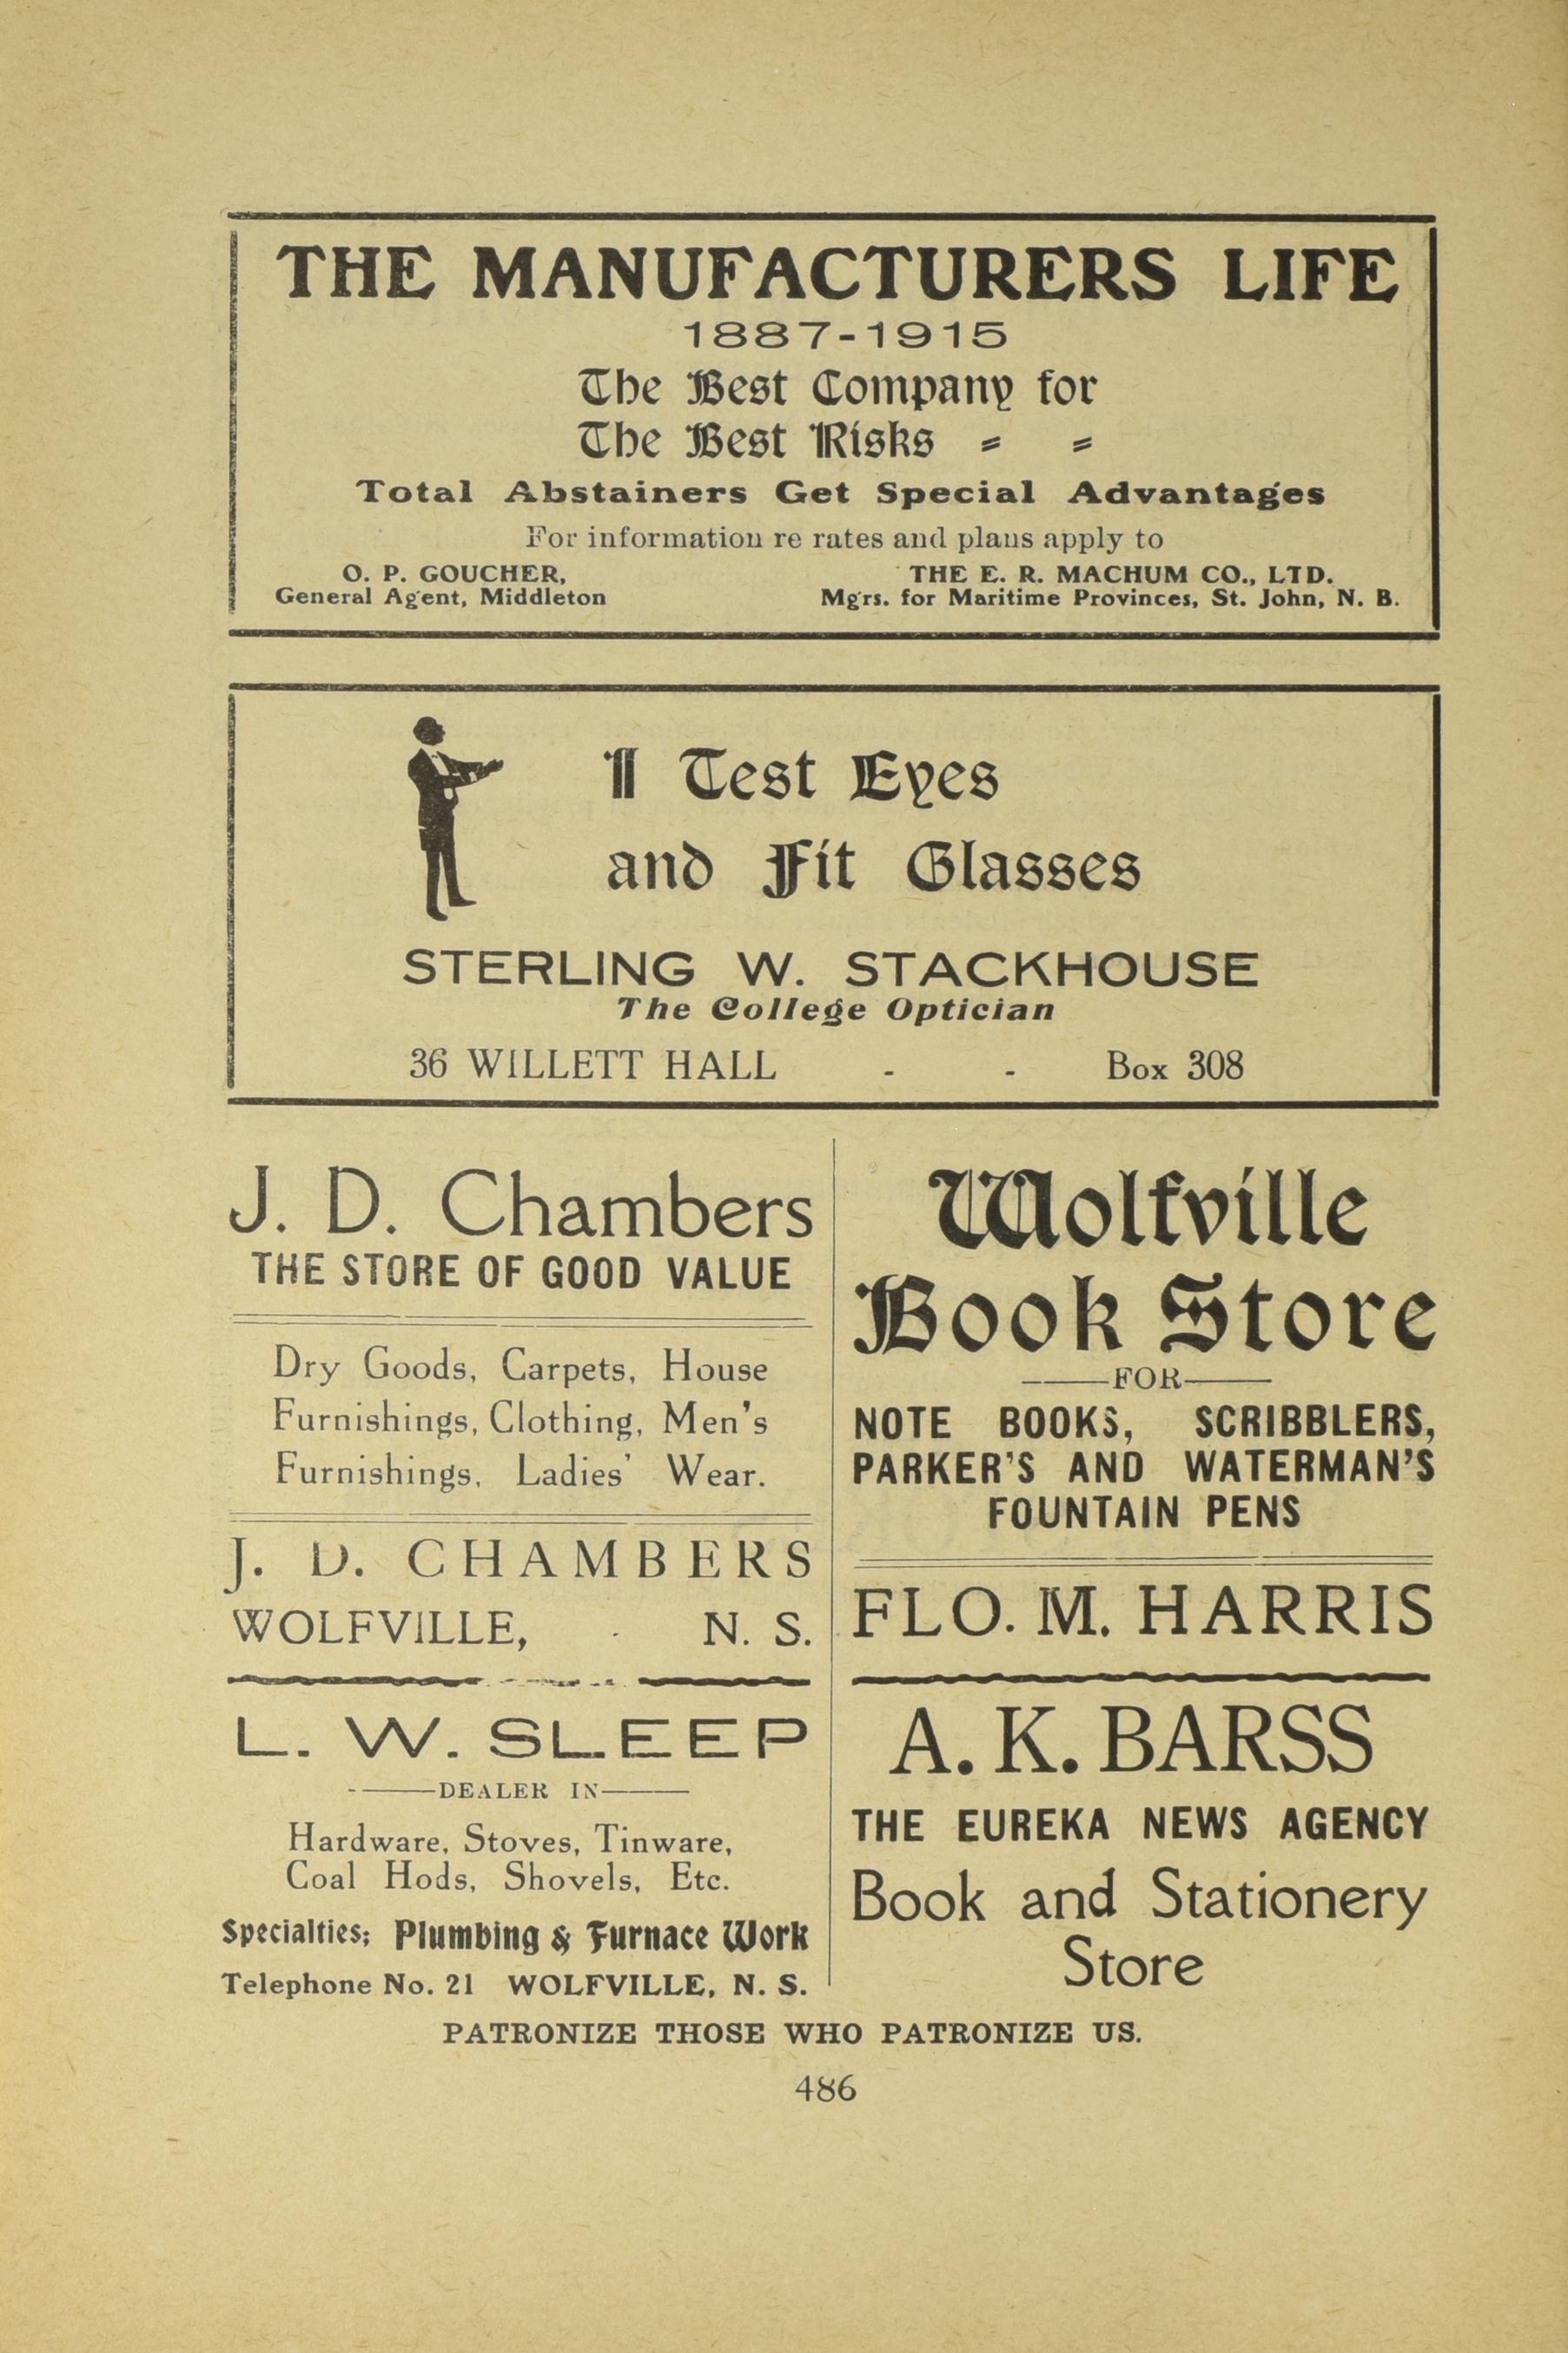 THE MANUFACTURERS LIFE
1887-1915
The Best Company for
The Best Risks = =
Total Abstainers Get Special Advantages
For information re rates and plans apply to
O. P. GOUCHER,
General Agent, Middleton
THE E. R. MACHUM CO., LTD.
Mgrs. for Maritime Provinces, St. John, N. B.
I Test Eyes
and Fit Glasses
STERLING W. STACKHOUSE
The College Optician
36 WILLETT HALL - - Box 308
J. D. Chambers
THE STORE OF GOOD VALUE
Dry Goods, Carpets, House
Furnishings, Clothing, Men's
Furnishings, Ladies' Wear.
J. D. CHAMBERS
WOLFVILLE, - N. S.
L. W. SLEEP
DEALER IN
Hardware, Stoves, Tinware,
Coal Hods, Shovels, Etc.
Specialties; Plumbing & Furnace Work
Telephone No. 21 WOLFVILLE, N. S.
Wolfville
Book Store
FOR
NOTE BOOKS, SCRIBBLERS,
PARKER'S AND WATERMAN'S
FOUNTAIN PENS
FLO. M. HARRIS
A. K. BARSS
THE EUREKA NEWS AGENCY
Book and Stationery
Store
PATRONIZE THOSE WHO PATRONIZE US.
486